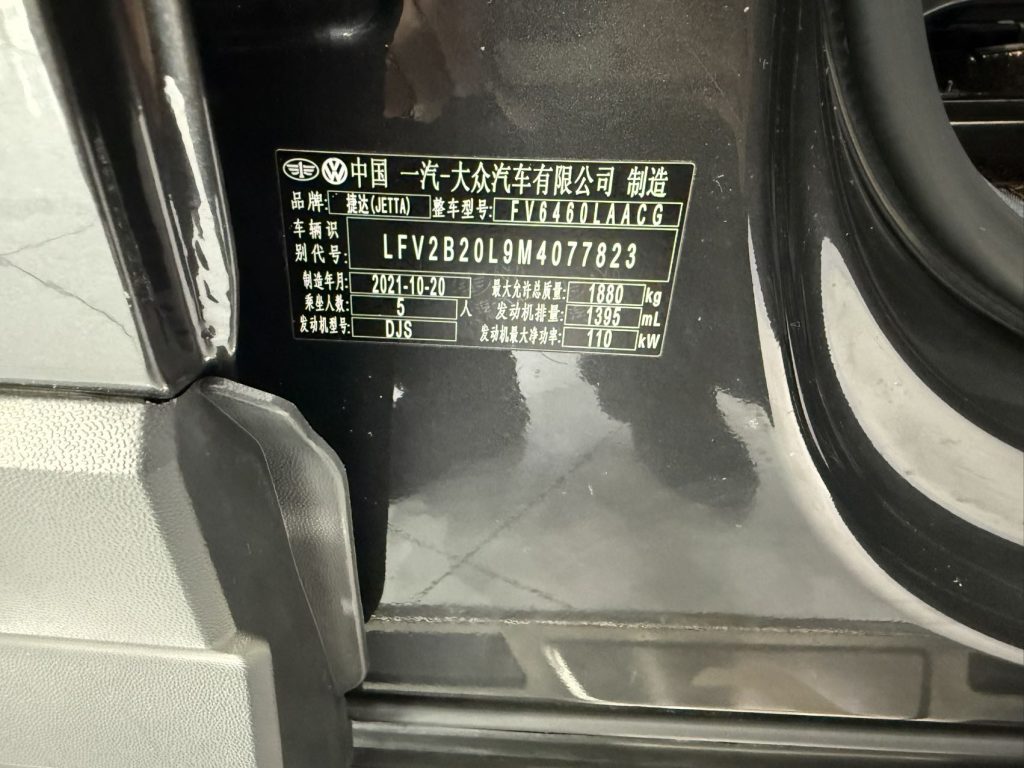 中国 一汽-大众汽车有限公司 制造
品牌: 捷达(JETTA) 整车型号: FV6460LAACG
车辆识别代号: LFV2B20L9M4077823
制造年月: 2021-10-20 最大允许总质量: 1880 kg
乘坐人数: 5 人 发动机排量: 1395 mL
发动机型号: DJS 发动机最大净功率: 110 kW